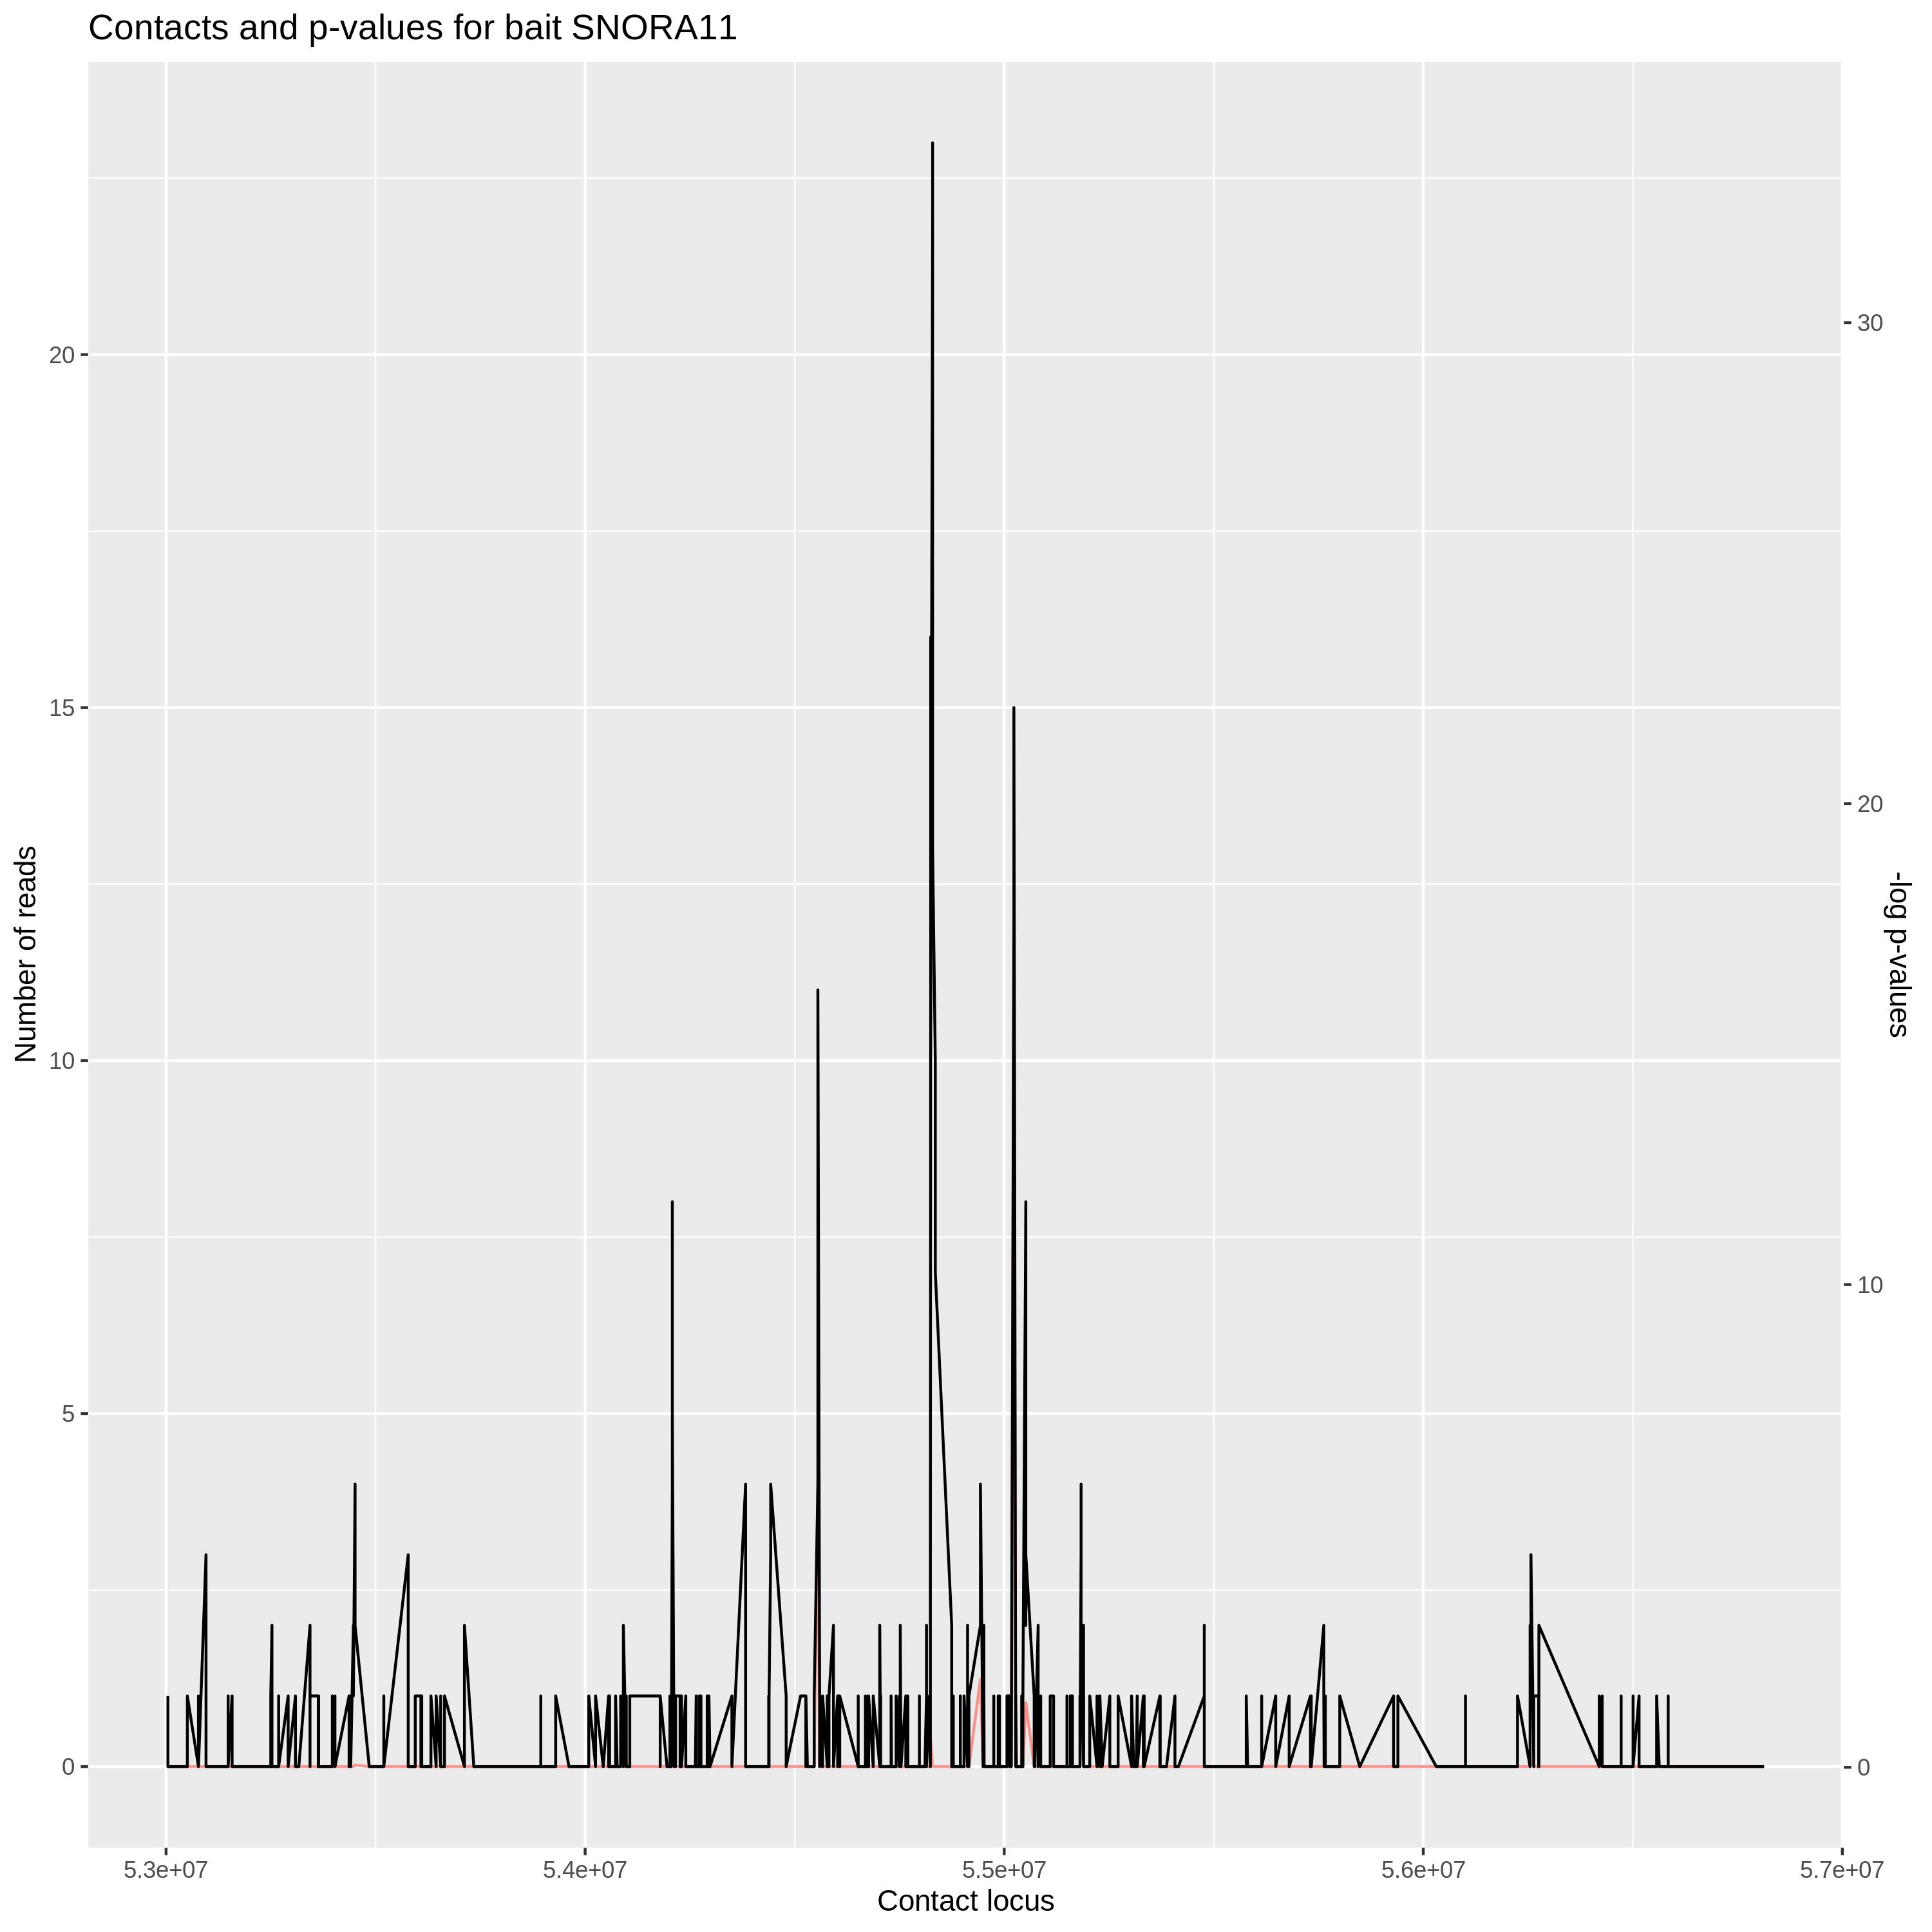 Contacts and p-values for bait SNORA11
20
15
10
5
0
Number of reads
30
20
10
0
-log p-values
5.3e+07 5.4e+07 5.5e+07 5.6e+07 5.7e+07
Contact locus